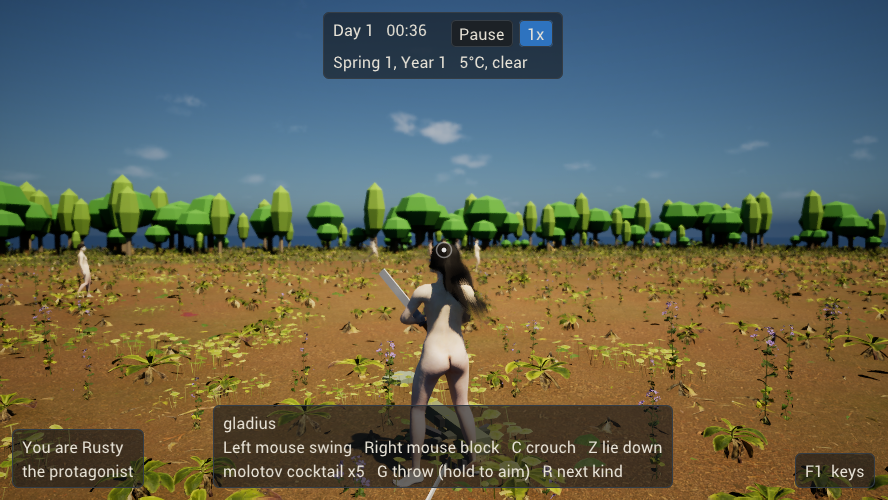 Day 1 00:36 Pause 1x
Spring 1, Year 1 5°C, clear
gladius
Left mouse swing Right mouse block C crouch Z lie down
molotov cocktail x5 G throw (hold to aim) R next kind
You are Rusty
the protagonist
F1 keys